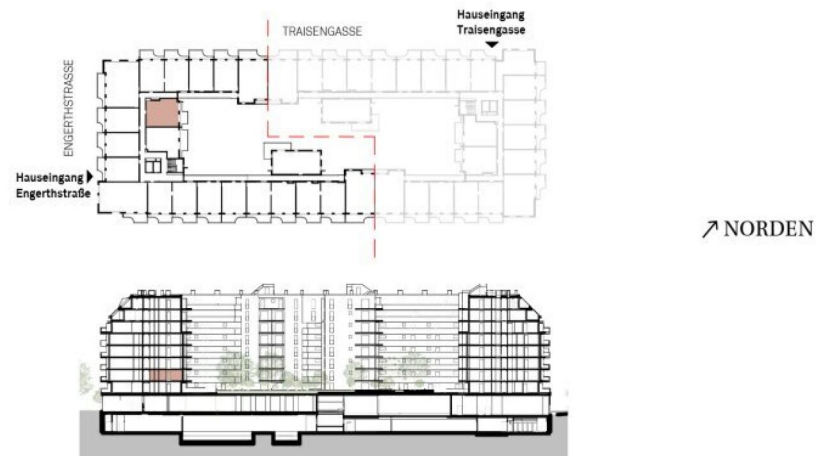 Hauseingang
Traisengasse
TRAISENGASSE
ENGERTHSTRASSE
Hauseingang
Engerthstraße
NORDEN